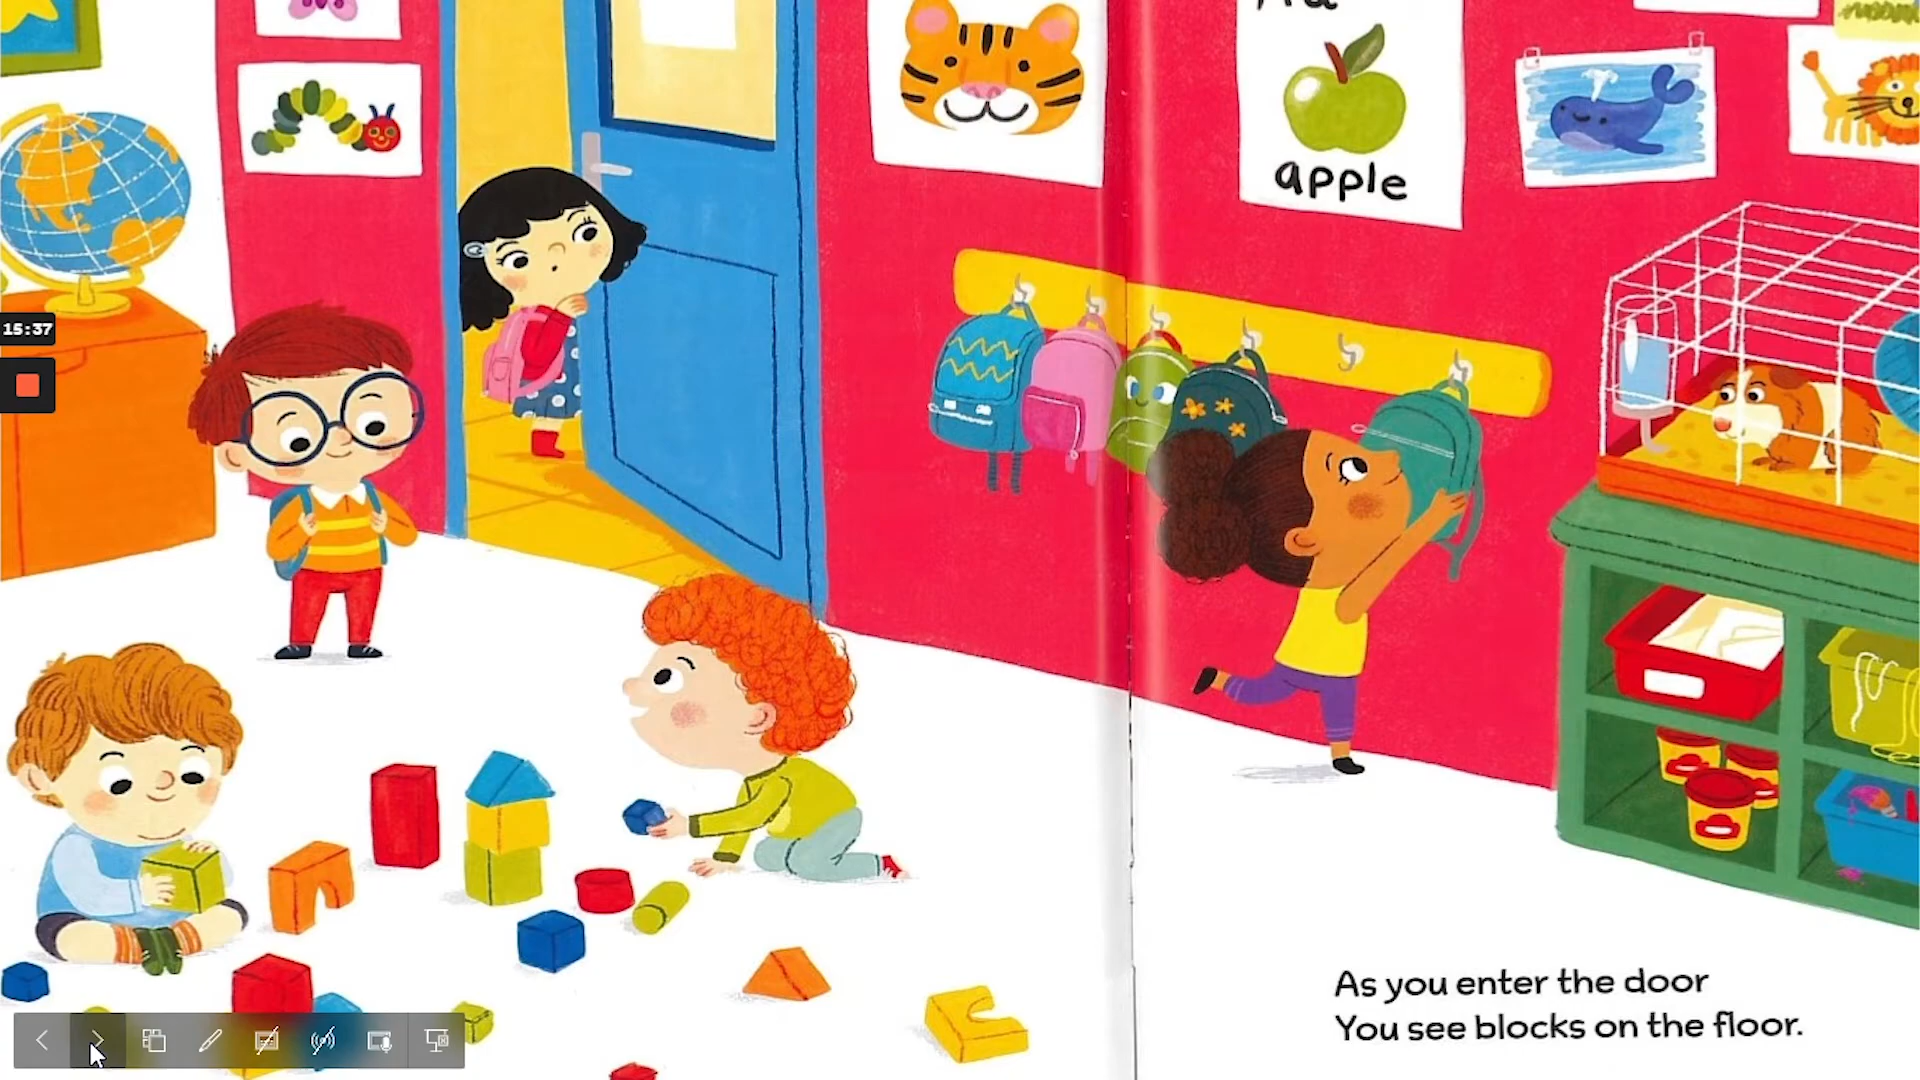 apple
15:37
As you enter the door
You see blocks on the floor.